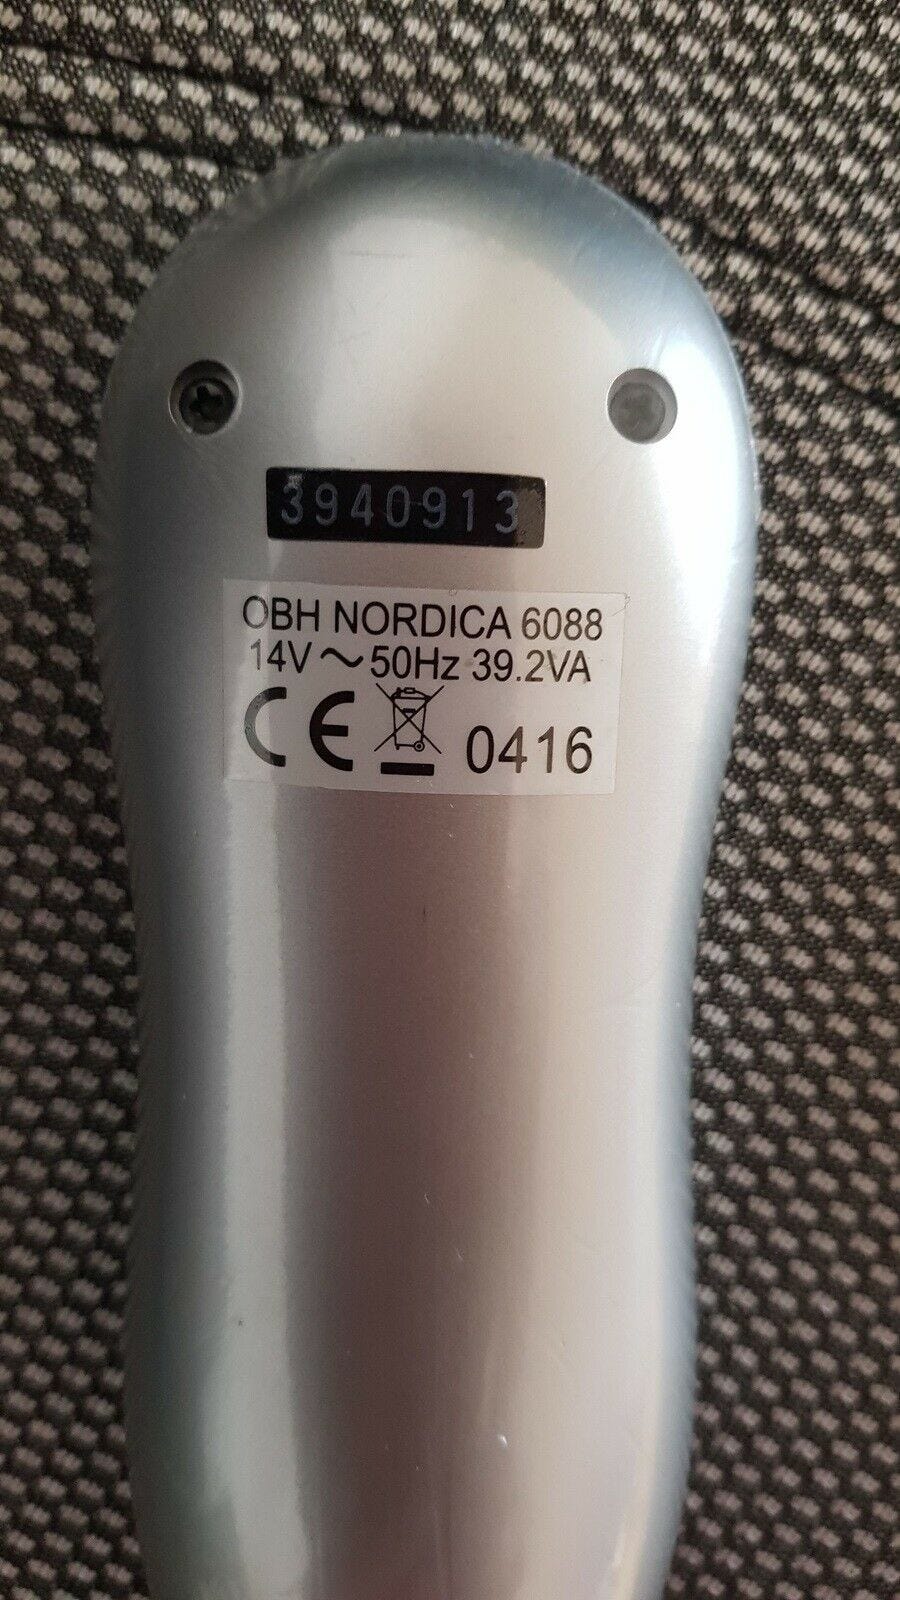 3940913
OBH NORDICA 6088
14V～50Hz 39.2VA
CE 0416